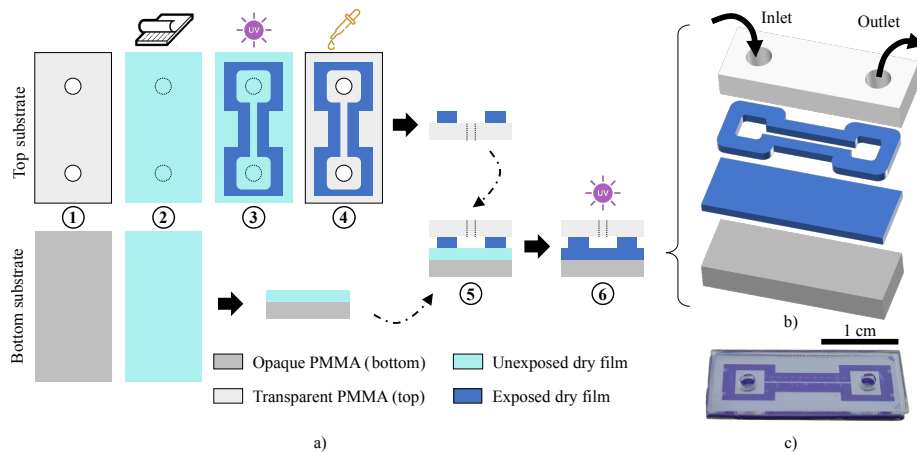 UV
Inlet
Outlet
Top substrate
1
2
3
4
UV
Bottom substrate
5
6
b)
1 cm
Opaque PMMA (bottom)
Unexposed dry film
Transparent PMMA (top)
Exposed dry film
a)
c)